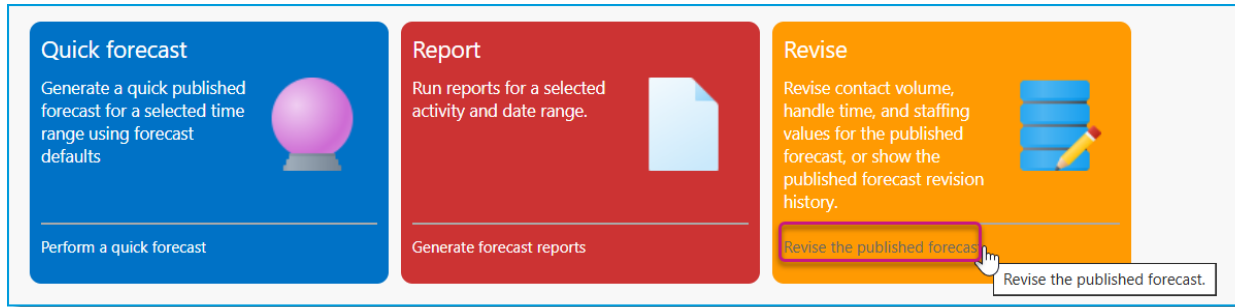 Quick forecast
Generate a quick published
forecast for a selected time
range using forecast
defaults
Perform a quick forecast
Report
Run reports for a selected
activity and date range.
Generate forecast reports
Revise
Revise contact volume,
handle time, and staffing
values for the published
forecast, or show the
published forecast revision
history.
Revise the published forecast
Revise the published forecast.